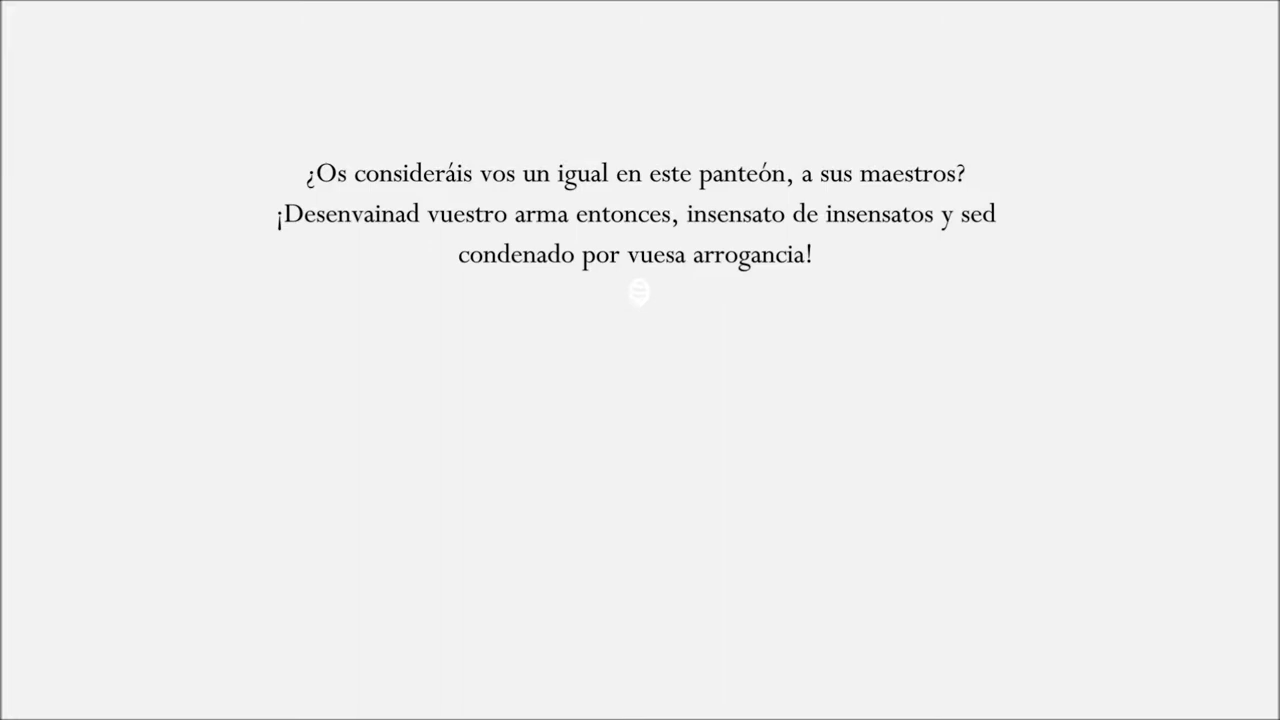 ¿Os consideráis vos un igual en este panteón, a sus maestros?
¡Desenvainad vuestro arma entonces, insensato de insensatos y sed
condenado por vuesa arrogancia!